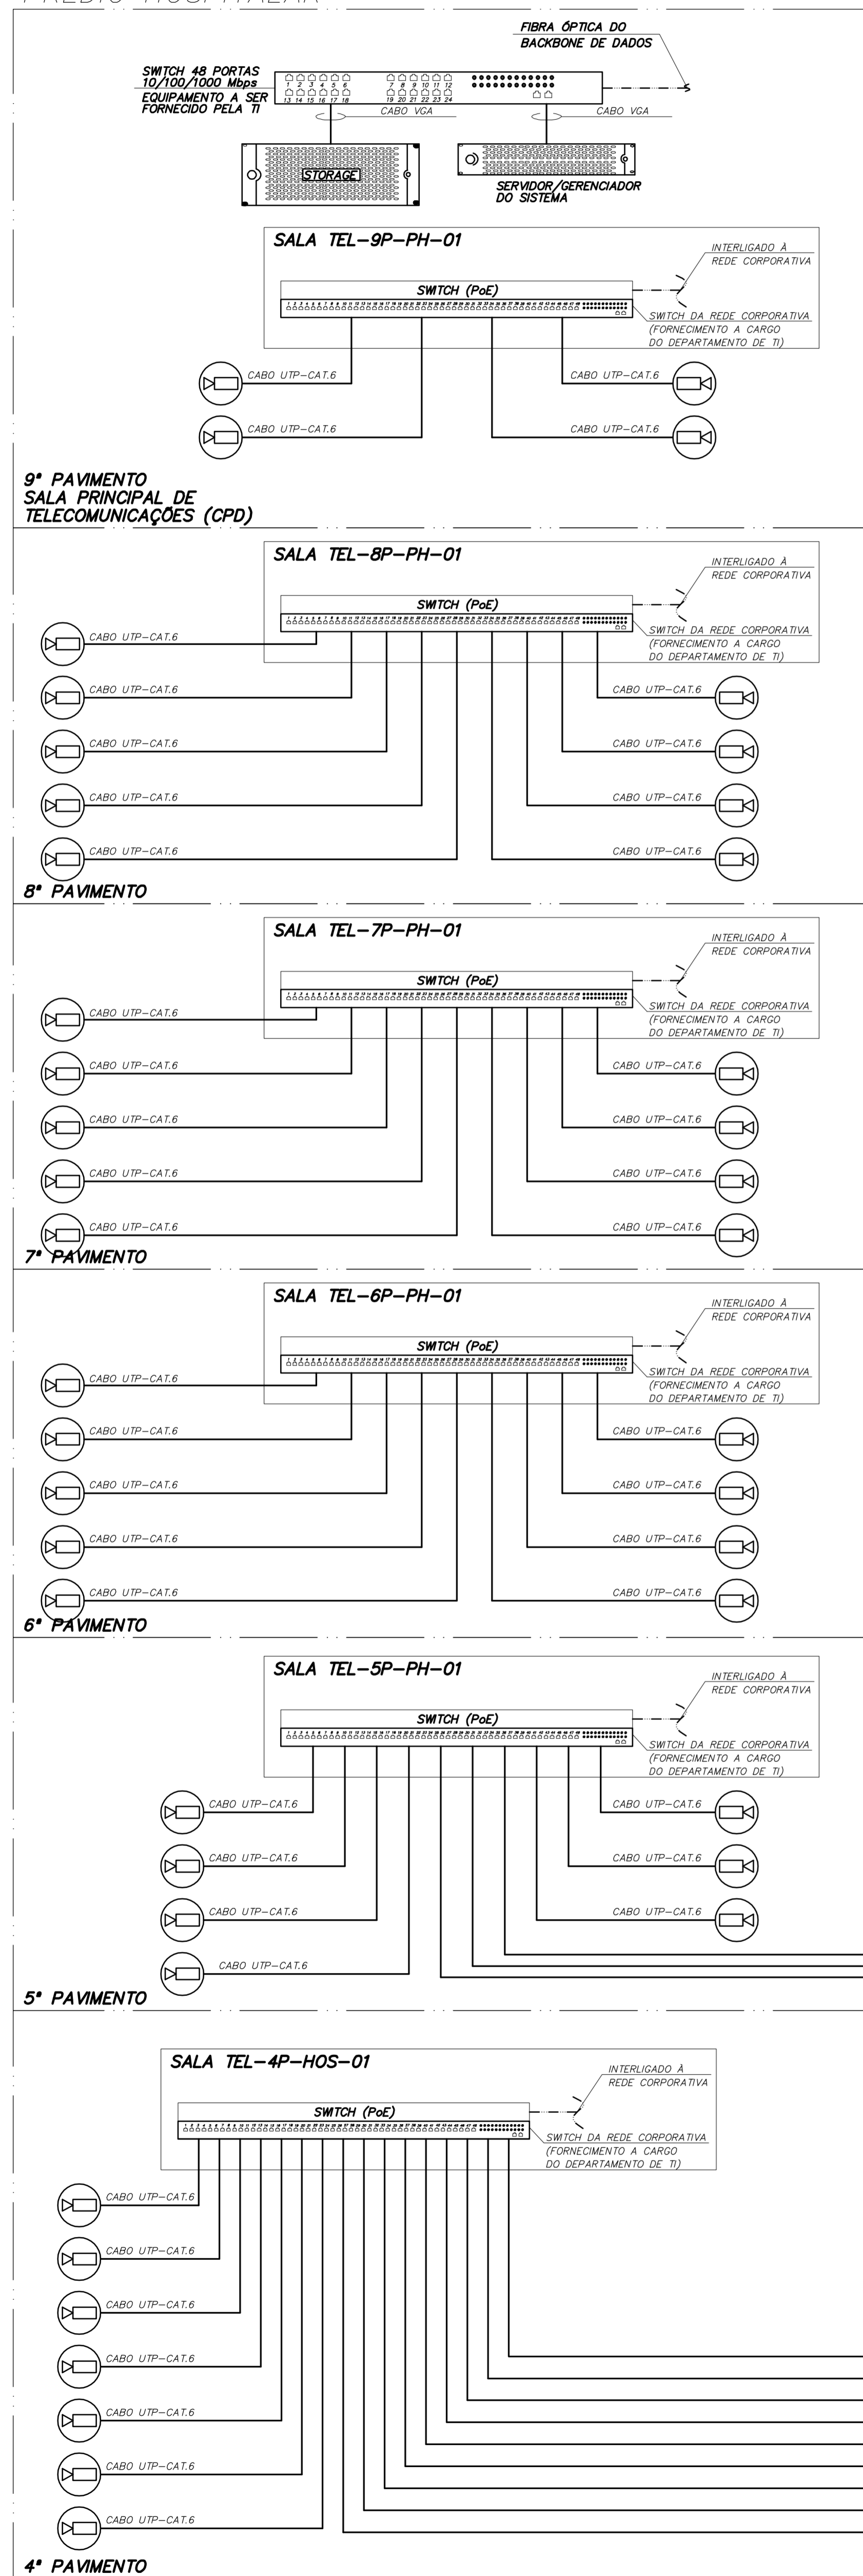 PRÉDIO HOSPITALAR
FIBRA ÓPTICA DO
BACKBONE DE DADOS
SWITCH 48 PORTAS
10/100/1000 Mbps
EQUIPAMENTO A SER
FORNECIDO PELA TI
1 2 3 4 5 6 7 8 9 10 11 12
13 14 15 16 17 18 19 20 21 22 23 24
CABO VGA CABO VGA
STORAGE
SERVIDOR/GERENCIADOR
DO SISTEMA
SALA TEL-9P-PH-01
INTERLIGADO À
REDE CORPORATIVA
SWITCH (PoE)
SWITCH DA REDE CORPORATIVA
(FORNECIMENTO A CARGO
DO DEPARTAMENTO DE TI)
CABO UTP-CAT.6 CABO UTP-CAT.6
CABO UTP-CAT.6 CABO UTP-CAT.6
9º PAVIMENTO
SALA PRINCIPAL DE
TELECOMUNICAÇÕES (CPD)
SALA TEL-8P-PH-01
INTERLIGADO À
REDE CORPORATIVA
SWITCH (PoE)
SWITCH DA REDE CORPORATIVA
(FORNECIMENTO A CARGO
DO DEPARTAMENTO DE TI)
CABO UTP-CAT.6
CABO UTP-CAT.6 CABO UTP-CAT.6
CABO UTP-CAT.6 CABO UTP-CAT.6
CABO UTP-CAT.6 CABO UTP-CAT.6
CABO UTP-CAT.6 CABO UTP-CAT.6
8º PAVIMENTO
SALA TEL-7P-PH-01
INTERLIGADO À
REDE CORPORATIVA
SWITCH (PoE)
SWITCH DA REDE CORPORATIVA
(FORNECIMENTO A CARGO
DO DEPARTAMENTO DE TI)
CABO UTP-CAT.6
CABO UTP-CAT.6 CABO UTP-CAT.6
CABO UTP-CAT.6 CABO UTP-CAT.6
CABO UTP-CAT.6 CABO UTP-CAT.6
CABO UTP-CAT.6 CABO UTP-CAT.6
7º PAVIMENTO
SALA TEL-6P-PH-01
INTERLIGADO À
REDE CORPORATIVA
SWITCH (PoE)
SWITCH DA REDE CORPORATIVA
(FORNECIMENTO A CARGO
DO DEPARTAMENTO DE TI)
CABO UTP-CAT.6
CABO UTP-CAT.6 CABO UTP-CAT.6
CABO UTP-CAT.6 CABO UTP-CAT.6
CABO UTP-CAT.6 CABO UTP-CAT.6
CABO UTP-CAT.6 CABO UTP-CAT.6
6º PAVIMENTO
SALA TEL-5P-PH-01
INTERLIGADO À
REDE CORPORATIVA
SWITCH (PoE)
SWITCH DA REDE CORPORATIVA
(FORNECIMENTO A CARGO
DO DEPARTAMENTO DE TI)
CABO UTP-CAT.6 CABO UTP-CAT.6
CABO UTP-CAT.6 CABO UTP-CAT.6
CABO UTP-CAT.6 CABO UTP-CAT.6
CABO UTP-CAT.6
5º PAVIMENTO
SALA TEL-4P-HOS-01
INTERLIGADO À
REDE CORPORATIVA
SWITCH (PoE)
SWITCH DA REDE CORPORATIVA
(FORNECIMENTO A CARGO
DO DEPARTAMENTO DE TI)
CABO UTP-CAT.6
CABO UTP-CAT.6
CABO UTP-CAT.6
CABO UTP-CAT.6
CABO UTP-CAT.6
CABO UTP-CAT.6
CABO UTP-CAT.6
4º PAVIMENTO